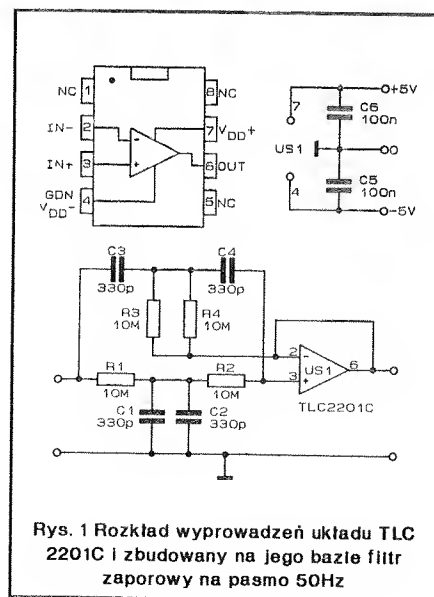 NC 1
8 NC
IN- 2
7 VDD+
IN+ 3
6 OUT
GDN
VDD- 4
5 NC
- +
7
4
US1
C6
100n
C5
100n
+5V
0
-5V
C3
330p
C4
330p
R3
10M
R4
10M
R1
10M
R2
10M
C1
330p
C2
330p
2 -
3 +
US1
6
TLC2201C
Rys. 1 Rozkład wyprowadzeń układu TLC
2201C i zbudowany na jego bazie filtr
zaporowy na pasmo 50Hz